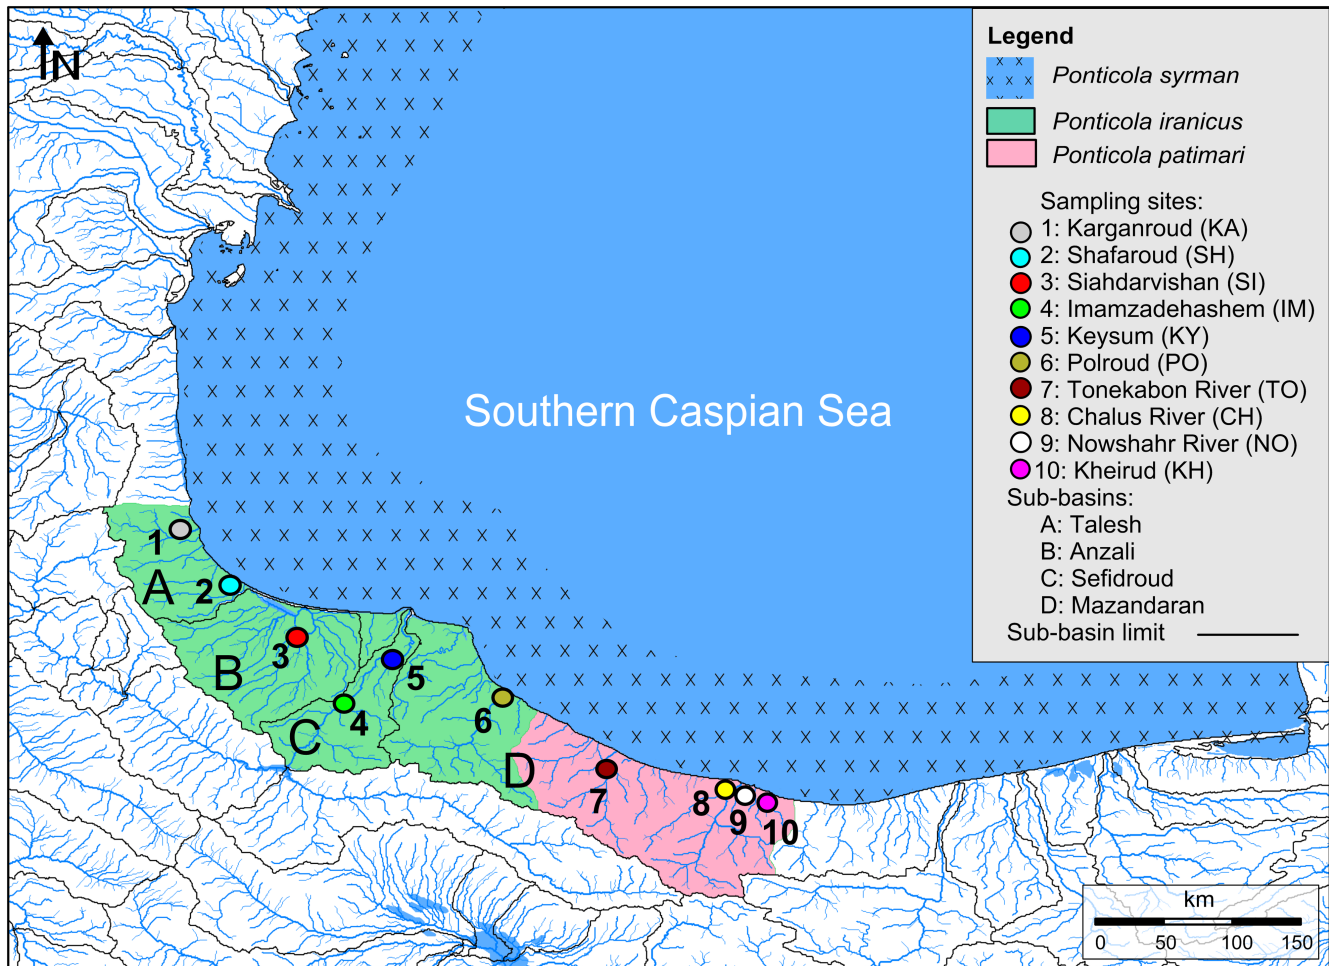 N
Legend
Ponticola syrman
Ponticola iranicus
Ponticola patimari
Sampling sites:
1: Karganroud (KA)
2: Shafaroud (SH)
3: Siahdarvishan (SI)
4: Imamzadehashem (IM)
5: Keysum (KY)
6: Polroud (PO)
7: Tonekabon River (TO)
8: Chalus River (CH)
9: Nowshahr River (NO)
10: Kheirud (KH)
Sub-basins:
A: Talesh
B: Anzali
C: Sefidroud
D: Mazandaran
Sub-basin limit
Southern Caspian Sea
1
A
2
3
B
5
4
6
C
D
7
8
9
10
km
0 50 100 150